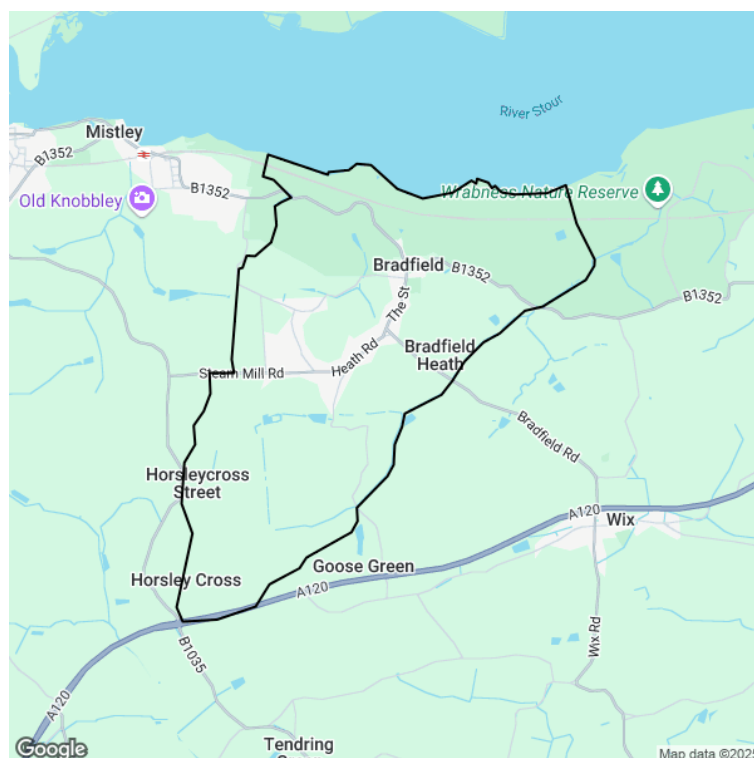 River Stour
Mistley
B1352
Old Knobbley
B1352
Wrabness Nature Reserve
Bradfield
B1352
B1352
The St
Bradfield
Heath
Heath Rd
Steam Mill Rd
Bradfield Rd
Horsleycross
Street
A120
Wix
Goose Green
Horsley Cross
A120
B1035
Wix Rd
A120
Tendring
Google
Map data ©2025